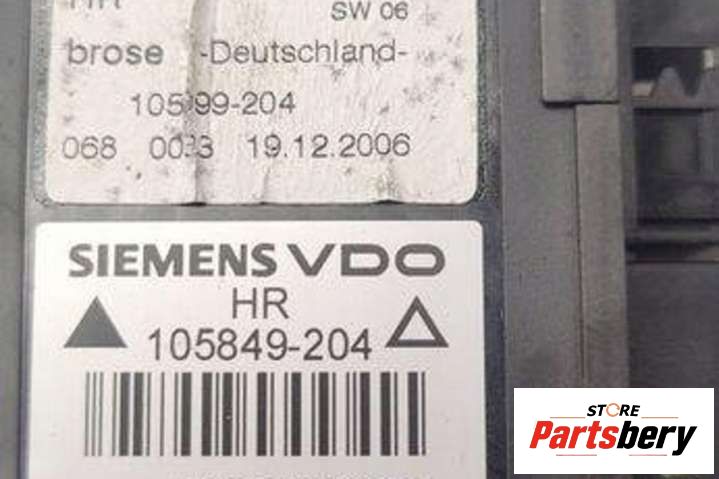 SW 06
brose -Deutschland-
068 19.12.2006
SIEMENS VDO
HR
105849-204
STORE
Partsbery